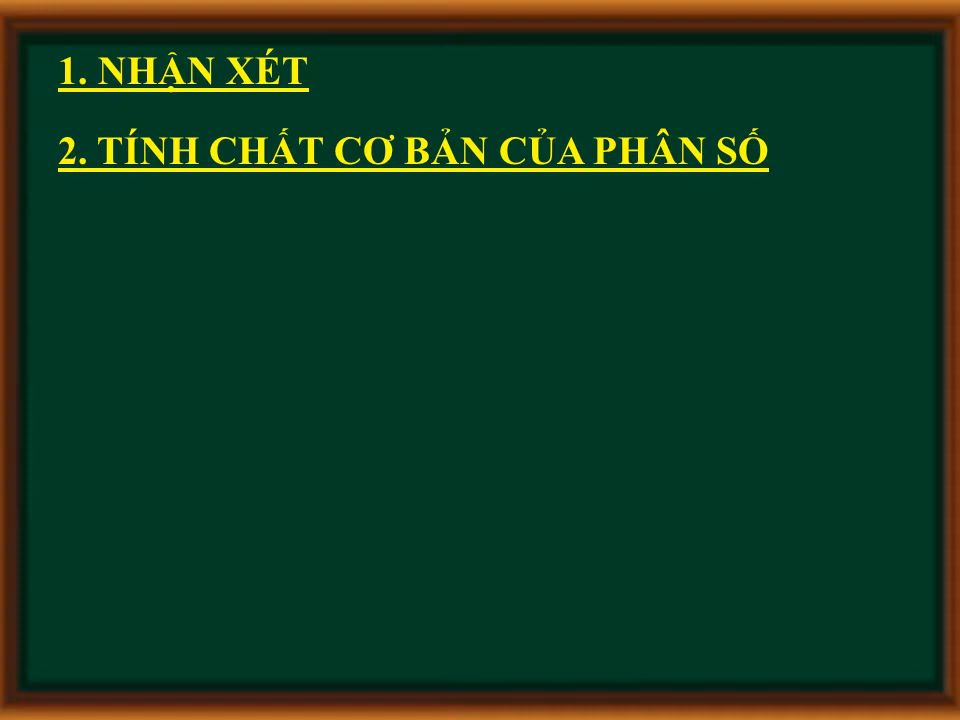 1. NHẬN XÉT
2. TÍNH CHẤT CƠ BẢN CỦA PHÂN SỐ